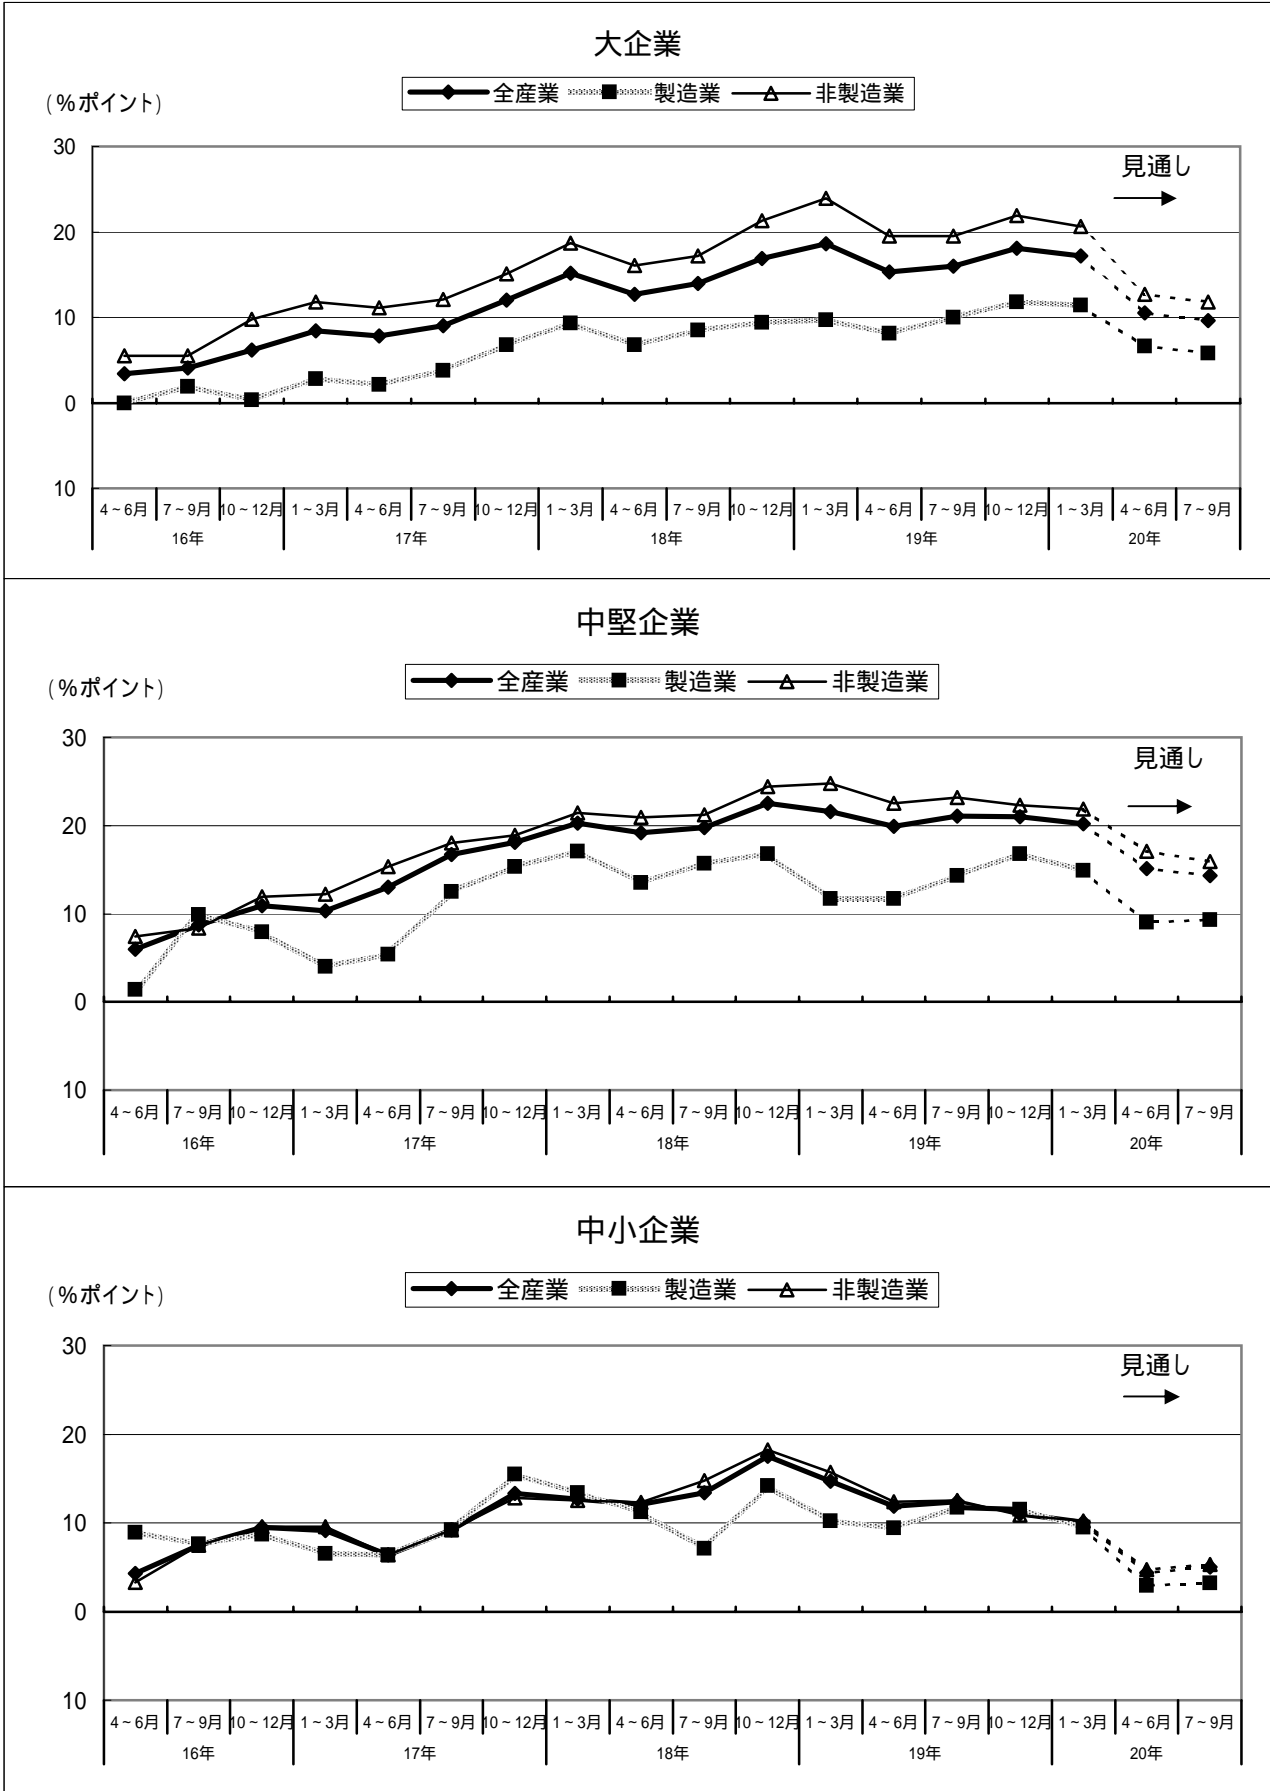 大企業
全産業 製造業 非製造業
(％ポイント)
30
見通し
20
10
0
10
4～6月 7～9月 10～12月 1～3月 4～6月 7～9月 10～12月 1～3月 4～6月 7～9月 10～12月 1～3月 4～6月 7～9月 10～12月 1～3月 4～6月 7～9月
16年 17年 18年 19年 20年
中堅企業
全産業 製造業 非製造業
(％ポイント)
30
見通し
20
10
0
10
4～6月 7～9月 10～12月 1～3月 4～6月 7～9月 10～12月 1～3月 4～6月 7～9月 10～12月 1～3月 4～6月 7～9月 10～12月 1～3月 4～6月 7～9月
16年 17年 18年 19年 20年
中小企業
全産業 製造業 非製造業
(％ポイント)
30
見通し
20
10
0
10
4～6月 7～9月 10～12月 1～3月 4～6月 7～9月 10～12月 1～3月 4～6月 7～9月 10～12月 1～3月 4～6月 7～9月 10～12月 1～3月 4～6月 7～9月
16年 17年 18年 19年 20年